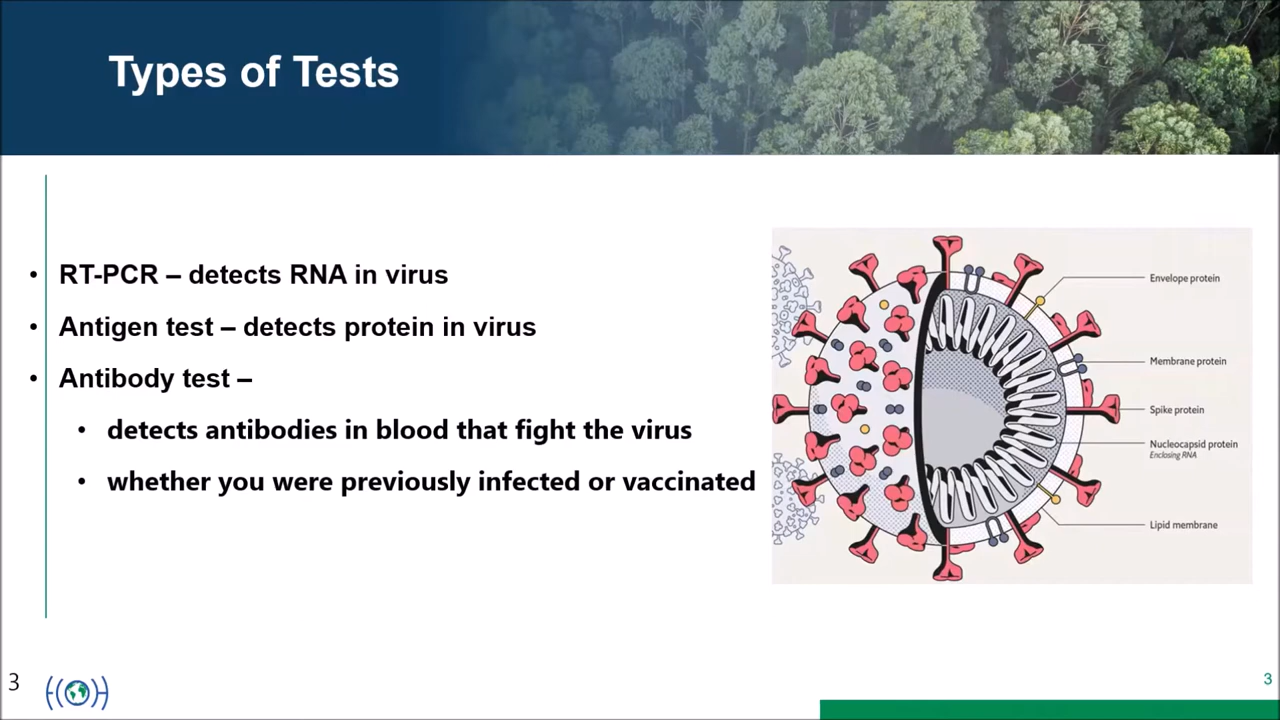 Types of Tests
• RT-PCR – detects RNA in virus
• Antigen test – detects protein in virus
• Antibody test –
• detects antibodies in blood that fight the virus
• whether you were previously infected or vaccinated
Envelope protein
Membrane protein
Spike protein
Nucleocapsid protein
Enclosing RNA
Lipid membrane
3
3